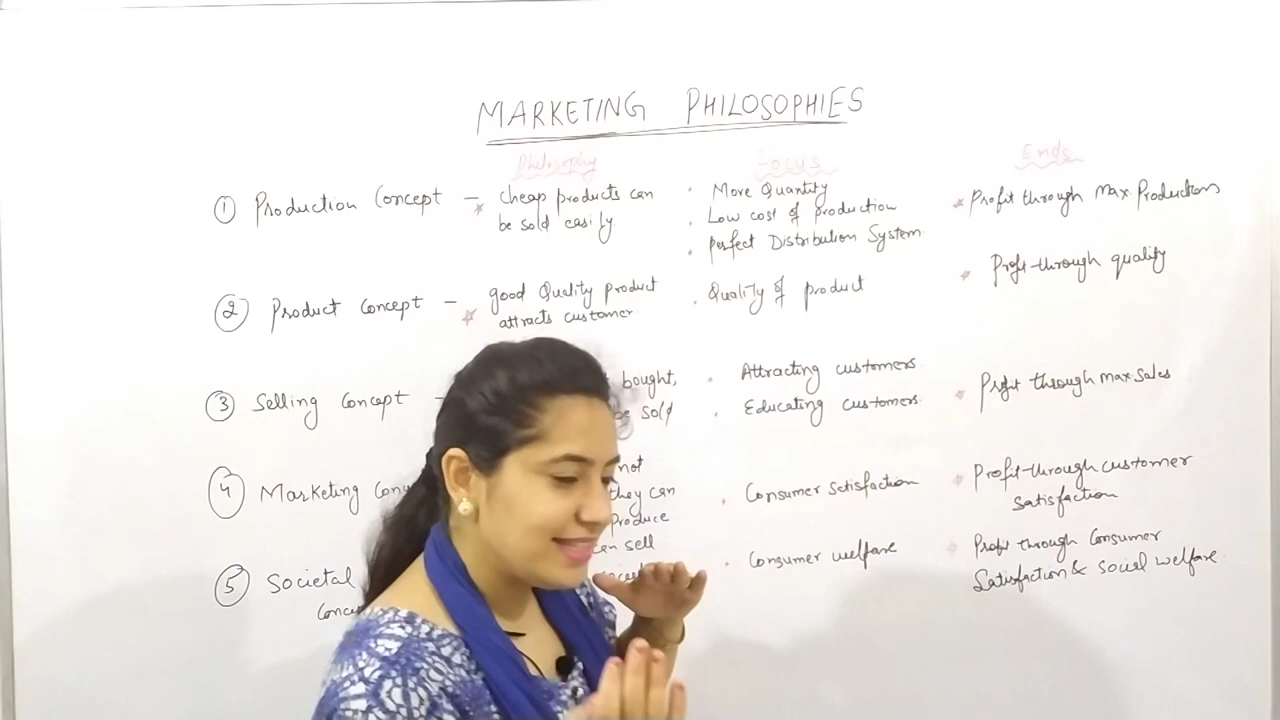 MARKETING PHILOSOPHIES
Philosophy Focus Ends
① Production Concept — cheap products can
be sold easily
• More Quantity
• Low cost of production
• Perfect Distribution System
* Profit through Max Production
② Product Concept — good Quality product
attracts customer
• Quality of product
* Profit through quality
③ Selling Concept —
bought,
be sold
• Attracting customers
• Educating customers
* Profit through max sales
④ Marketing
not
they can
produce
can sell
• Consumer Satisfaction
* Profit through customer
satisfaction
⑤ Societal
• Consumer welfare
* Profit through Consumer
Satisfaction & Social welfare